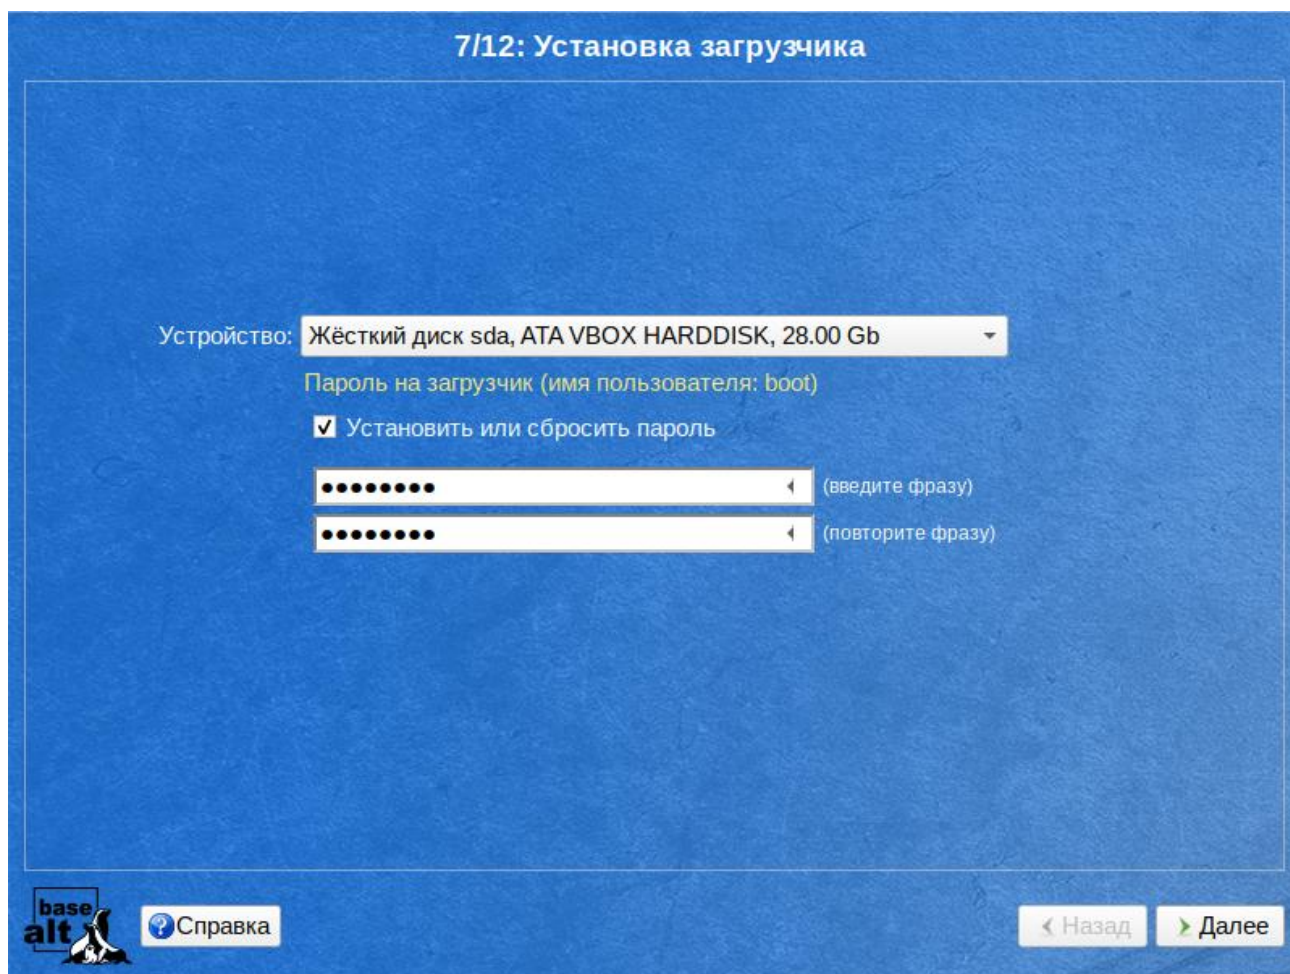 7/12: Установка загрузчика
Устройство: Жёсткий диск sda, ATA VBOX HARDDISK, 28.00 Gb
Пароль на загрузчик (имя пользователя: boot)
Установить или сбросить пароль
●●●●●●●● (введите фразу)
●●●●●●●● (повторите фразу)
base
alt
Справка
Назад
Далее